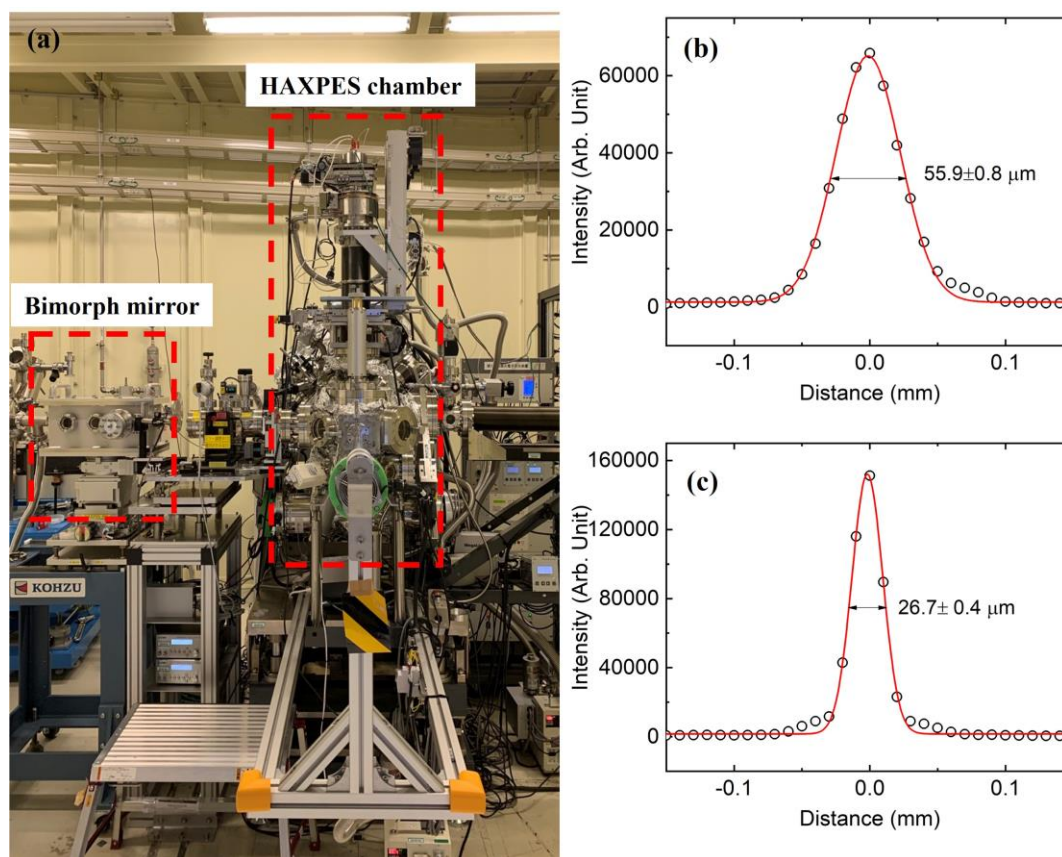 (a)
HAXPES chamber
Bimorph mirror
KOHZU
(b)
Intensity (Arb. Unit)
60000
40000
20000
0
55.9±0.8 μm
-0.1
0.0
0.1
Distance (mm)
(c)
Intensity (Arb. Unit)
160000
120000
80000
40000
0
26.7± 0.4 μm
-0.1
0.0
0.1
Distance (mm)